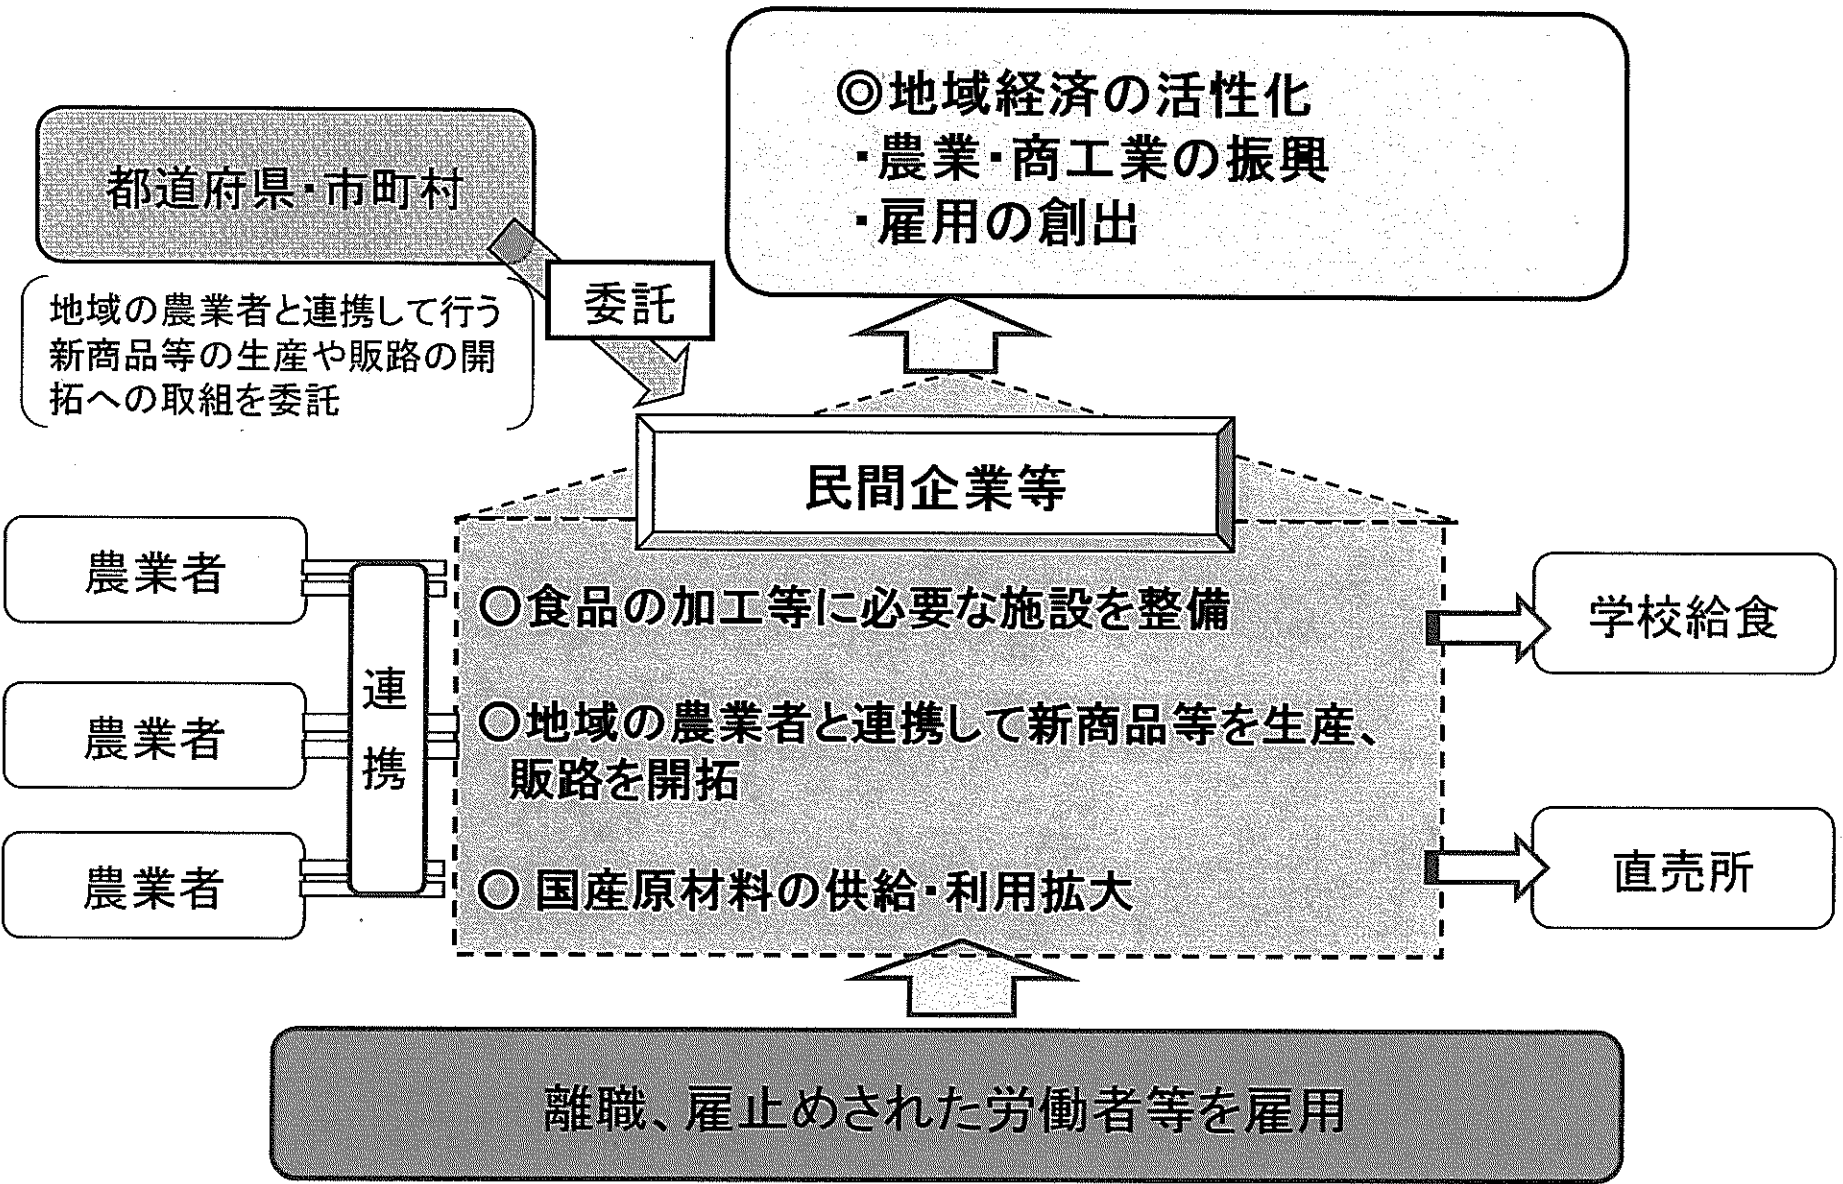 ◎地域経済の活性化
・農業・商工業の振興
・雇用の創出
都道府県・市町村
地域の農業者と連携して行う
新商品等の生産や販路の開
拓への取組を委託
委託
民間企業等
農業者
農業者
農業者
連携
○食品の加工等に必要な施設を整備
○地域の農業者と連携して新商品等を生産、
販路を開拓
○ 国産原材料の供給・利用拡大
学校給食
直売所
離職、雇止めされた労働者等を雇用